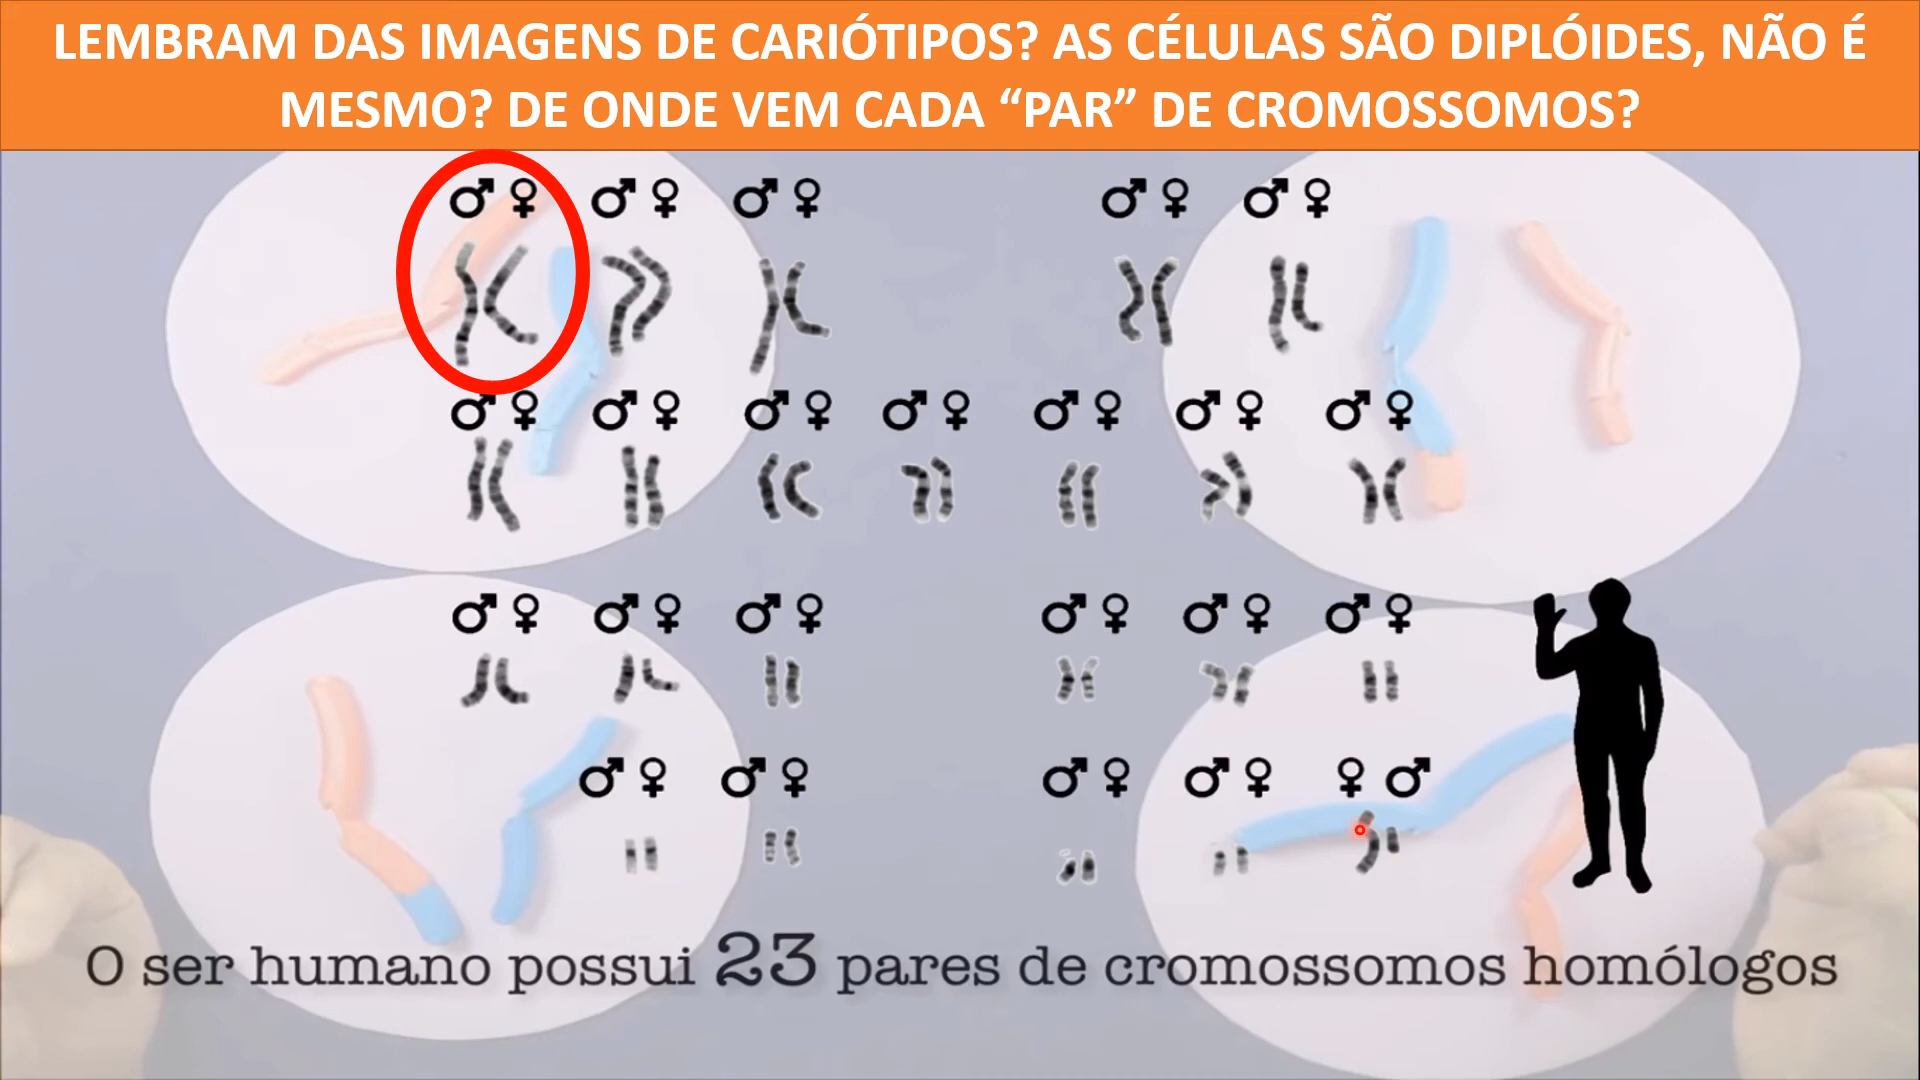 LEMBRAM DAS IMAGENS DE CARIÓTIPOS? AS CÉLULAS SÃO DIPLÓIDES, NÃO É
MESMO? DE ONDE VEM CADA “PAR” DE CROMOSSOMOS?
♂♀ ♂♀ ♂♀ ♂♀ ♂♀
♂♀ ♂♀ ♂♀ ♂♀ ♂♀ ♂♀ ♂♀
♂♀ ♂♀ ♂♀ ♂♀ ♂♀ ♂♀
♂♀ ♂♀ ♂♀ ♂♀ ♀♂
O ser humano possui 23 pares de cromossomos homólogos